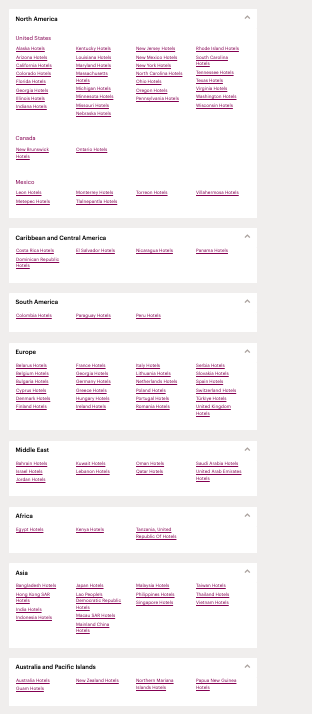 North America
United States
Alaska Hotels
Arizona Hotels
California Hotels
Colorado Hotels
Florida Hotels
Georgia Hotels
Illinois Hotels
Indiana Hotels
Kentucky Hotels
Louisiana Hotels
Maryland Hotels
Massachusetts
Hotels
Michigan Hotels
Minnesota Hotels
Missouri Hotels
Nebraska Hotels
New Jersey Hotels
New Mexico Hotels
New York Hotels
North Carolina Hotels
Ohio Hotels
Oregon Hotels
Pennsylvania Hotels
Rhode Island Hotels
South Carolina
Hotels
Tennessee Hotels
Texas Hotels
Virginia Hotels
Washington Hotels
Wisconsin Hotels
Canada
New Brunswick
Hotels
Ontario Hotels
Mexico
Leon Hotels
Metepec Hotels
Monterrey Hotels
Tlalnepantla Hotels
Torreon Hotels
Villahermosa Hotels
Caribbean and Central America
Costa Rica Hotels
Dominican Republic
Hotels
El Salvador Hotels
Nicaragua Hotels
Panama Hotels
South America
Colombia Hotels
Paraguay Hotels
Peru Hotels
Europe
Belarus Hotels
Belgium Hotels
Bulgaria Hotels
Cyprus Hotels
Denmark Hotels
Finland Hotels
France Hotels
Georgia Hotels
Germany Hotels
Greece Hotels
Hungary Hotels
Ireland Hotels
Italy Hotels
Lithuania Hotels
Netherlands Hotels
Poland Hotels
Portugal Hotels
Romania Hotels
Serbia Hotels
Slovakia Hotels
Spain Hotels
Switzerland Hotels
Türkiye Hotels
United Kingdom
Hotels
Middle East
Bahrain Hotels
Israel Hotels
Jordan Hotels
Kuwait Hotels
Lebanon Hotels
Oman Hotels
Qatar Hotels
Saudi Arabia Hotels
United Arab Emirates
Hotels
Africa
Egypt Hotels
Kenya Hotels
Tanzania, United
Republic Of Hotels
Asia
Bangladesh Hotels
Hong Kong SAR
Hotels
India Hotels
Indonesia Hotels
Japan Hotels
Lao People's
Democratic Republic
Hotels
Macau SAR Hotels
Mainland China
Hotels
Malaysia Hotels
Philippines Hotels
Singapore Hotels
Taiwan Hotels
Thailand Hotels
Vietnam Hotels
Australia and Pacific Islands
Australia Hotels
Guam Hotels
New Zealand Hotels
Northern Mariana
Islands Hotels
Papua New Guinea
Hotels